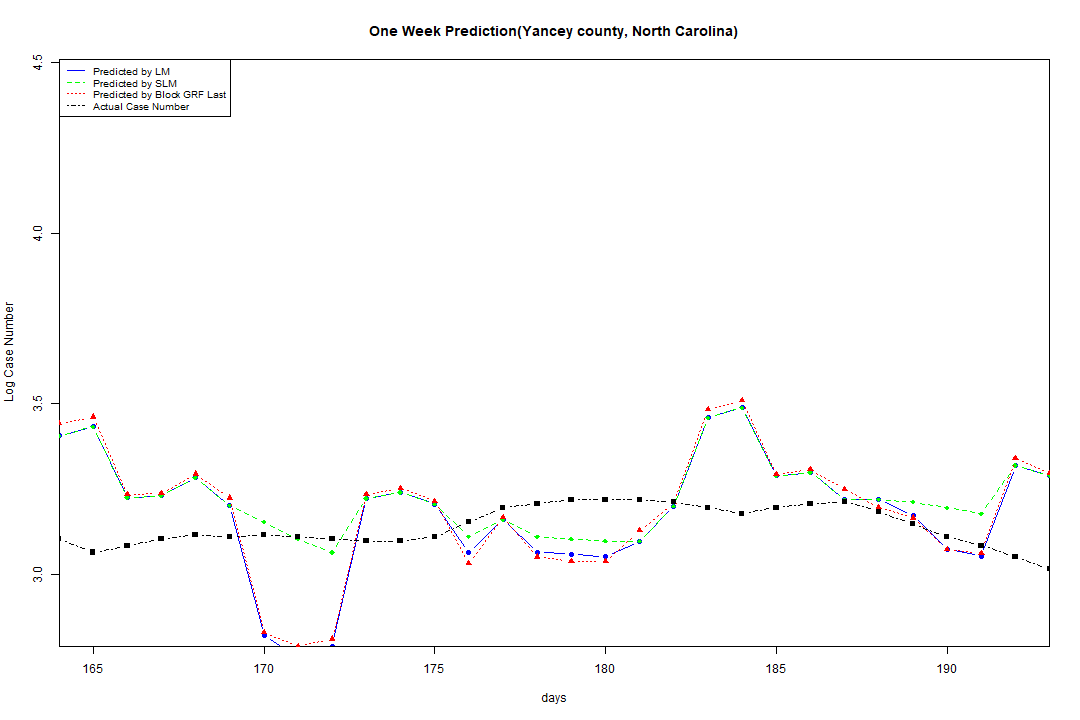 One Week Prediction(Yancey county, North Carolina)
Predicted by LM
Predicted by SLM
Predicted by Block GRF Last
Actual Case Number
4.5
4.0
3.5
3.0
Log Case Number
165 170 175 180 185 190
days